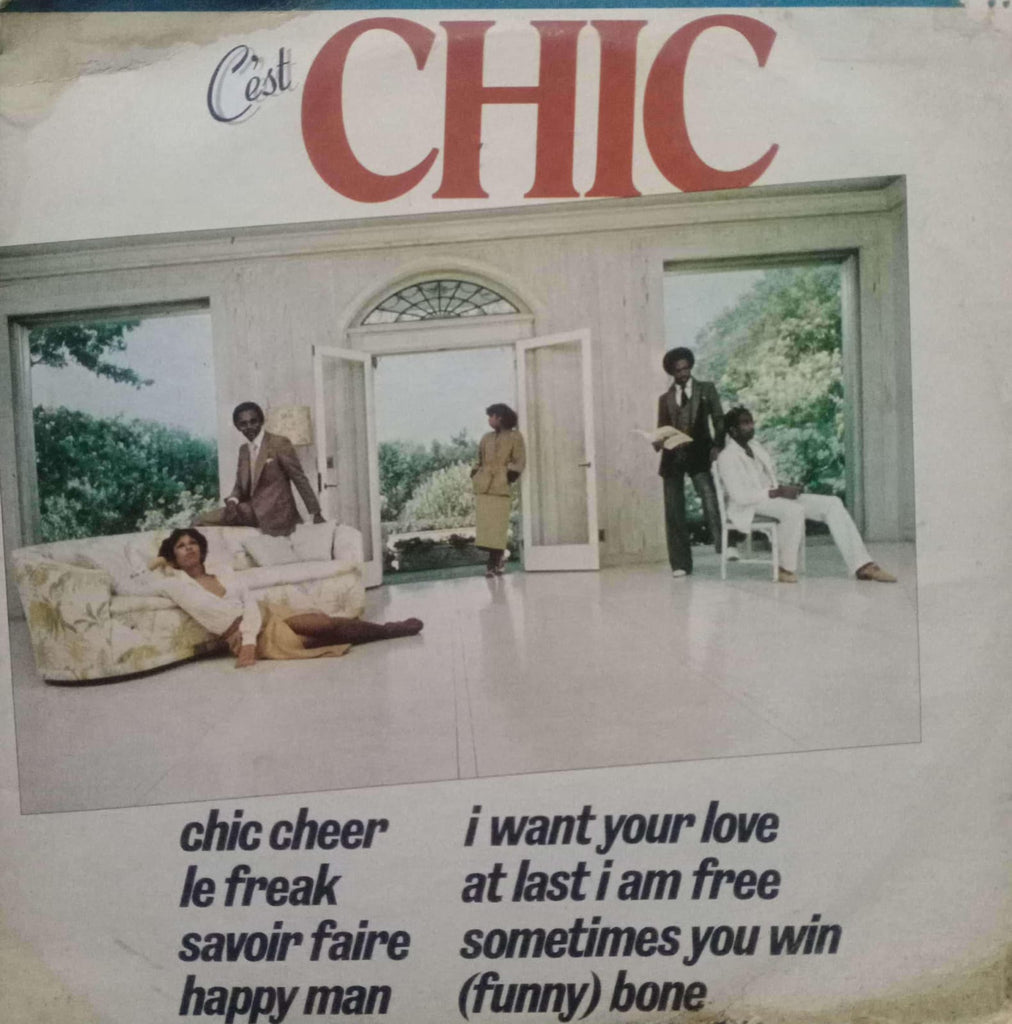 C'est CHIC
chic cheer
le freak
savoir faire
happy man
i want your love
at last i am free
sometimes you win
(funny) bone